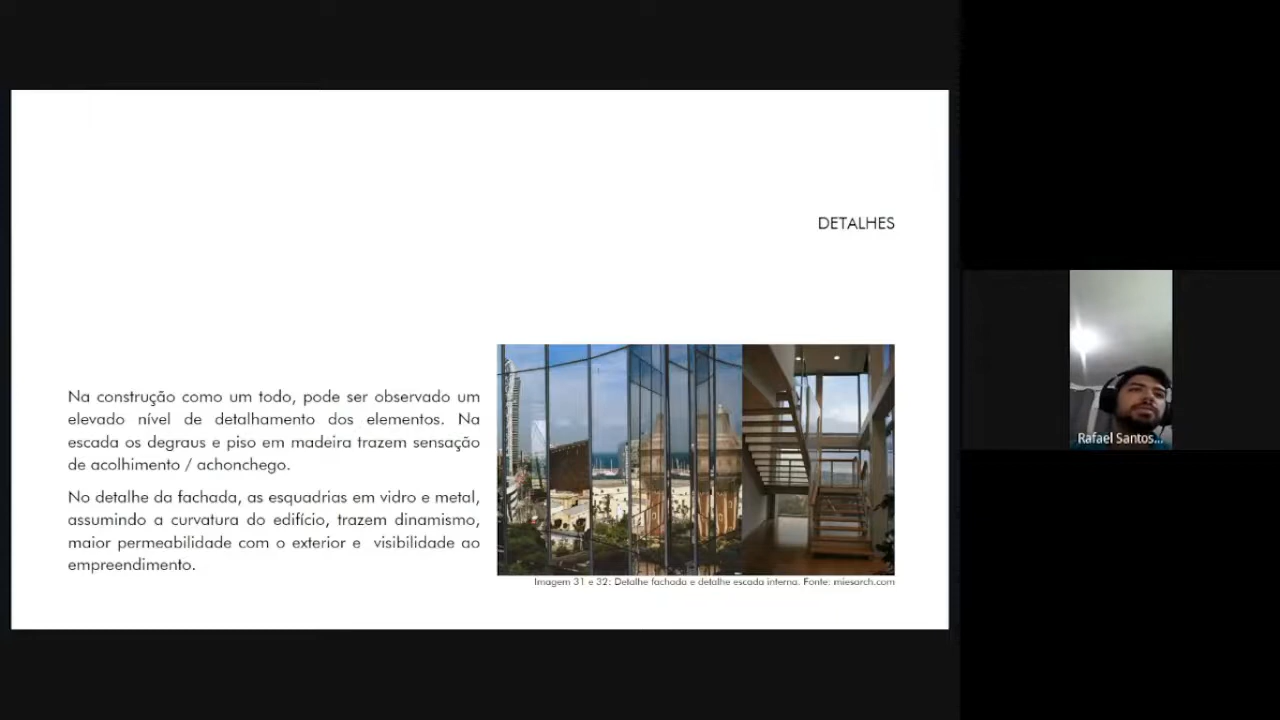 DETALHES
Na construção como um todo, pode ser observado um
elevado nível de detalhamento dos elementos. Na
escada os degraus e piso em madeira trazem sensação
de acolhimento / achonchego.
No detalhe da fachada, as esquadrias em vidro e metal,
assumindo a curvatura do edifício, trazem dinamismo,
maior permeabilidade com o exterior e visibilidade ao
empreendimento.
Imagem 31 e 32: Detalhe fachada e detalhe escada interna. Fonte: miesarch.com
Rafael Santos...